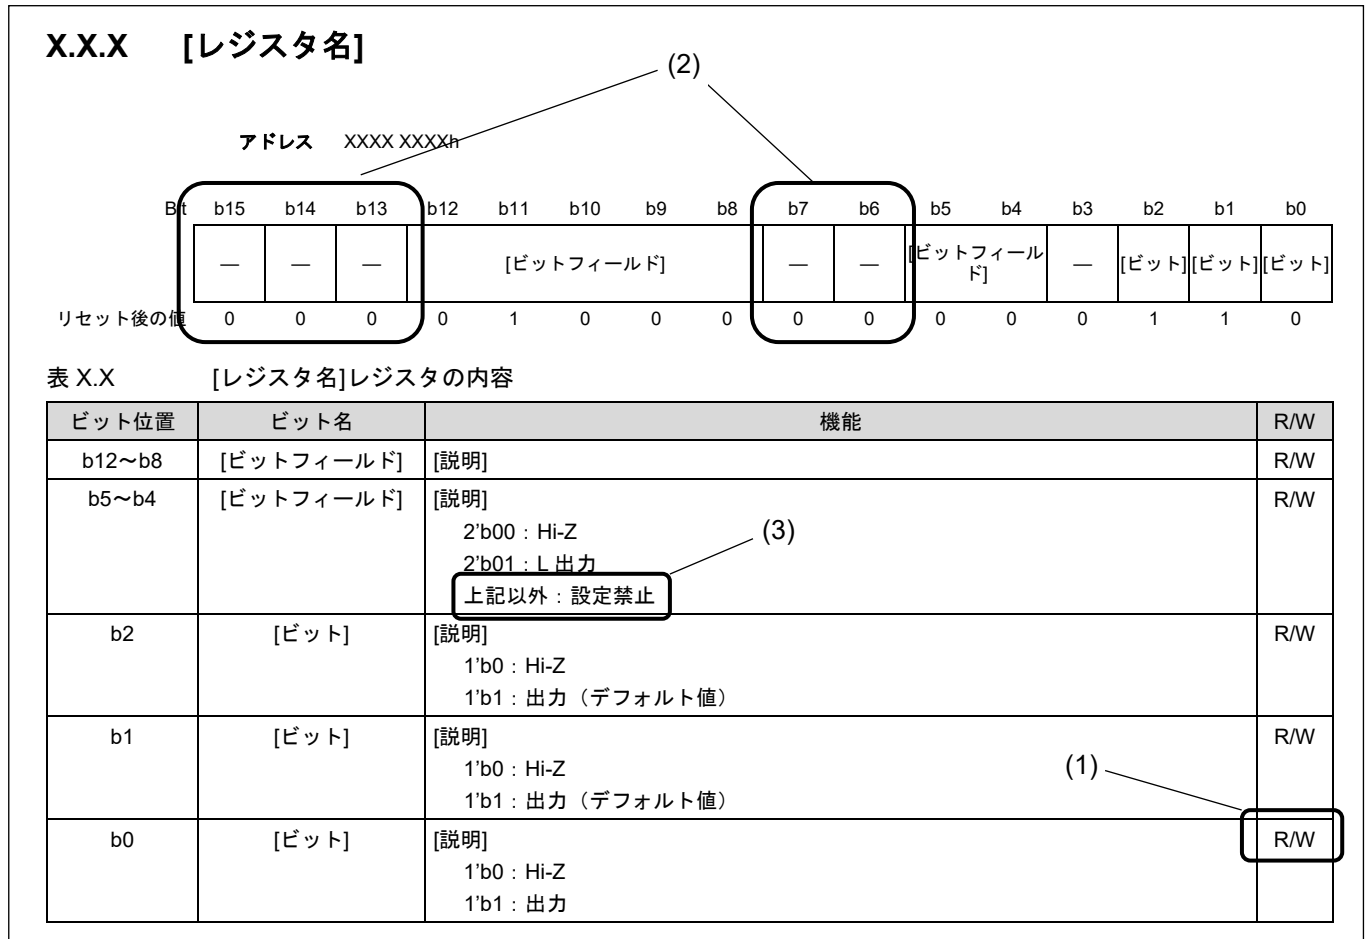 X.X.X [レジスタ名]
(2)
アドレス XXXX XXXXh
Bit b15 b14 b13 b12 b11 b10 b9 b8 b7 b6 b5 b4 b3 b2 b1 b0
— — — [ビットフィールド] — — [ビットフィールド] — [ビット] [ビット] [ビット]
リセット後の値 0 0 0 0 1 0 0 0 0 0 0 0 0 1 1 0
表 X.X [レジスタ名]レジスタの内容
ビット位置 ビット名 機能 R/W
b12～b8 [ビットフィールド] [説明] R/W
b5～b4 [ビットフィールド] [説明] R/W
2’b00：Hi-Z
(3)
2’b01：L 出力
上記以外：設定禁止
b2 [ビット] [説明] R/W
1’b0：Hi-Z
1’b1：出力（デフォルト値）
b1 [ビット] [説明] R/W
1’b0：Hi-Z
(1)
1’b1：出力（デフォルト値）
b0 [ビット] [説明] R/W
1’b0：Hi-Z
1’b1：出力